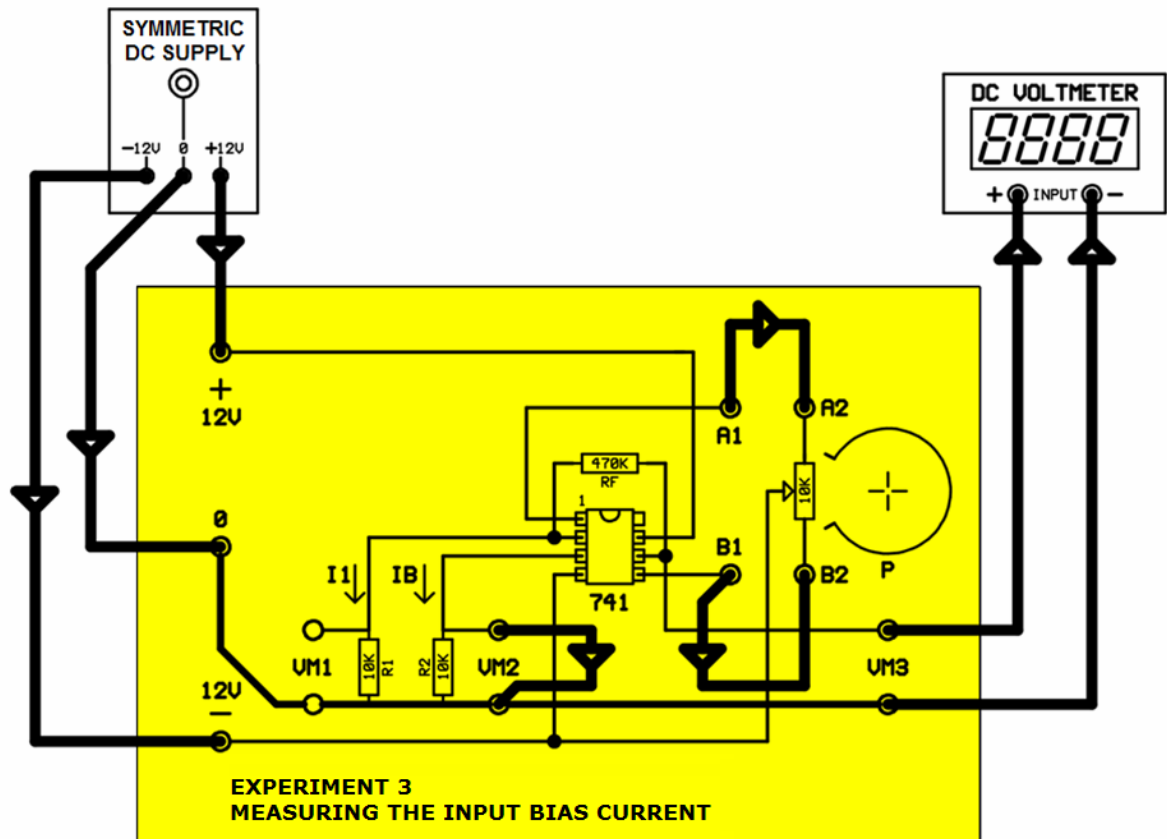 SYMMETRIC
DC SUPPLY
-12V 0 +12V
DC VOLTMETER
8888
+ INPUT -
+
12V
A1
A2
470K
RF
1
10K
0
I1
IB
B1
B2
P
741
VM1
10K
R1
R2
10K
VM2
VM3
12V
-
EXPERIMENT 3
MEASURING THE INPUT BIAS CURRENT